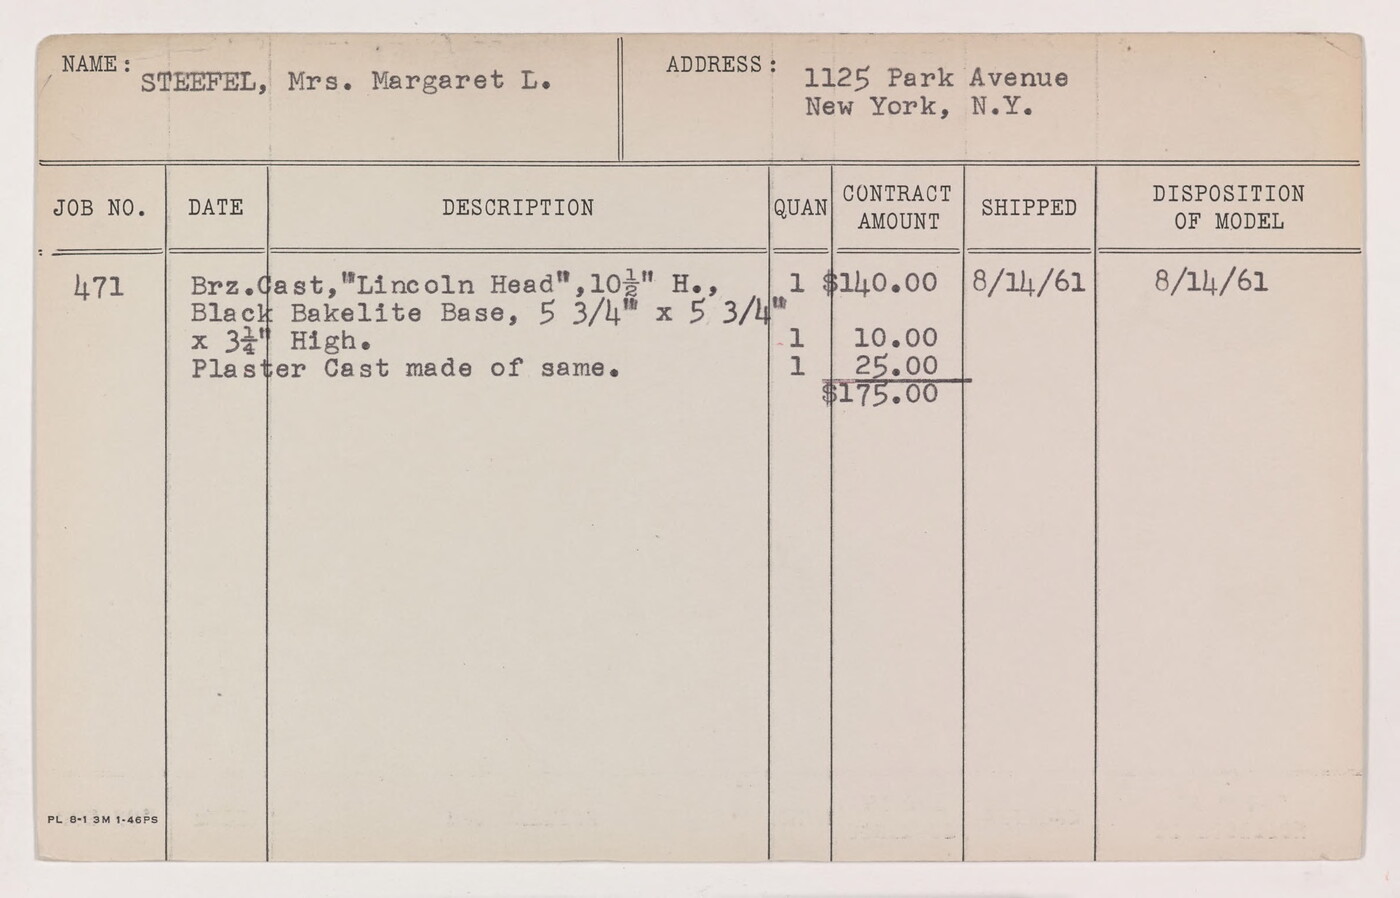 NAME: STEEFEL, Mrs. Margaret L.
ADDRESS: 1125 Park Avenue
New York, N.Y.
JOB NO. DATE DESCRIPTION QUAN CONTRACT AMOUNT SHIPPED DISPOSITION OF MODEL
471 Brz.Cast,"Lincoln Head",10½" H., 1 $140.00 8/14/61 8/14/61
Black Bakelite Base, 5 3/4" x 5 3/4"
x 3¼" High. 1 10.00
Plaster Cast made of same. 1 25.00
$175.00
PL 8-1 3M 1-46PS